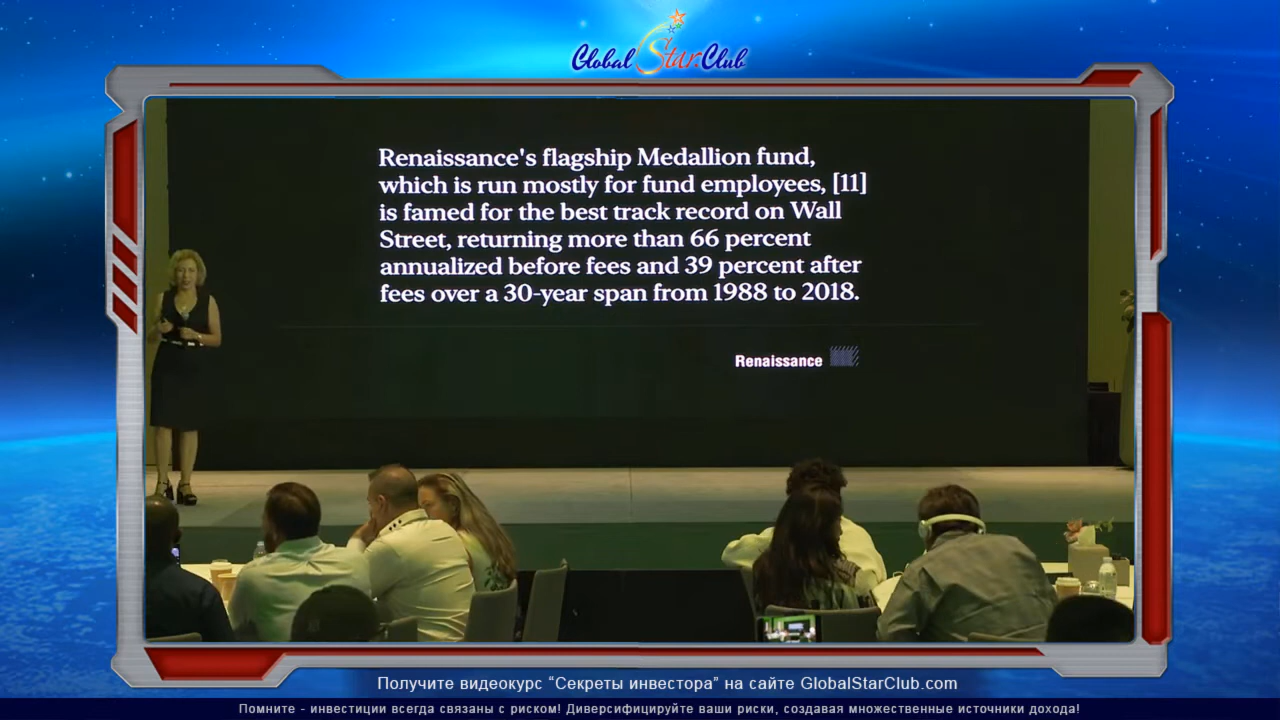 Global Star.Club
Renaissance's flagship Medallion fund,
which is run mostly for fund employees, [11]
is famed for the best track record on Wall
Street, returning more than 66 percent
annualized before fees and 39 percent after
fees over a 30-year span from 1988 to 2018.
Renaissance
Получите видеокурс “Секреты инвестора” на сайте GlobalStarClub.com
Помните - инвестиции всегда связаны с риском! Диверсифицируйте ваши риски, создавая множественные источники дохода!